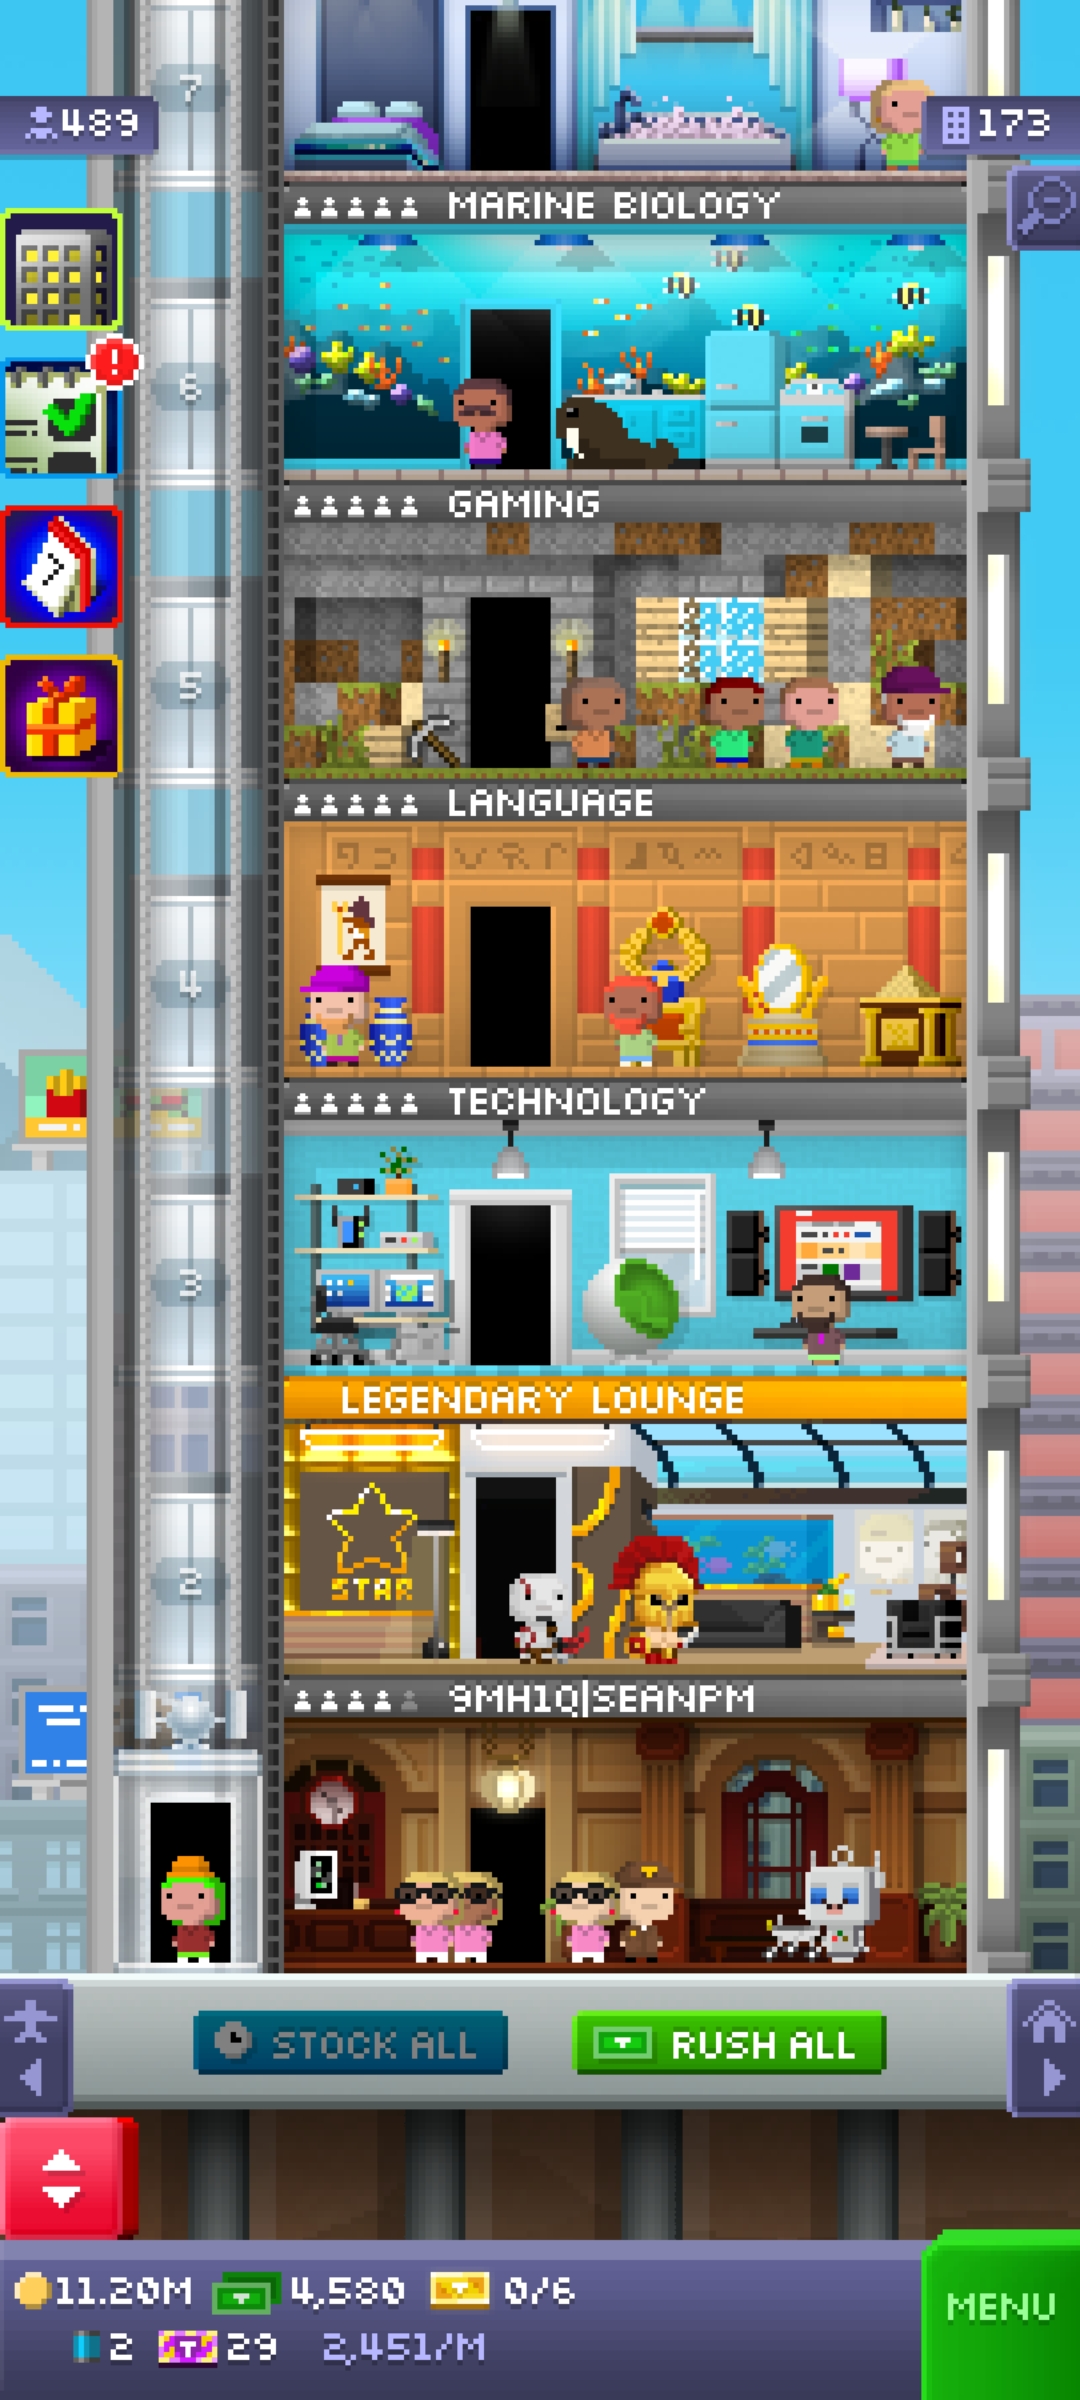 7
489
173
MARINE BIOLOGY
6
GAMING
5
LANGUAGE
4
TECHNOLOGY
3
LEGENDARY LOUNGE
STAR
2
9MH1Q|SEANPM
STOCK ALL
RUSH ALL
11.20M 4,580 0/6
MENU
2 29 2,451/M